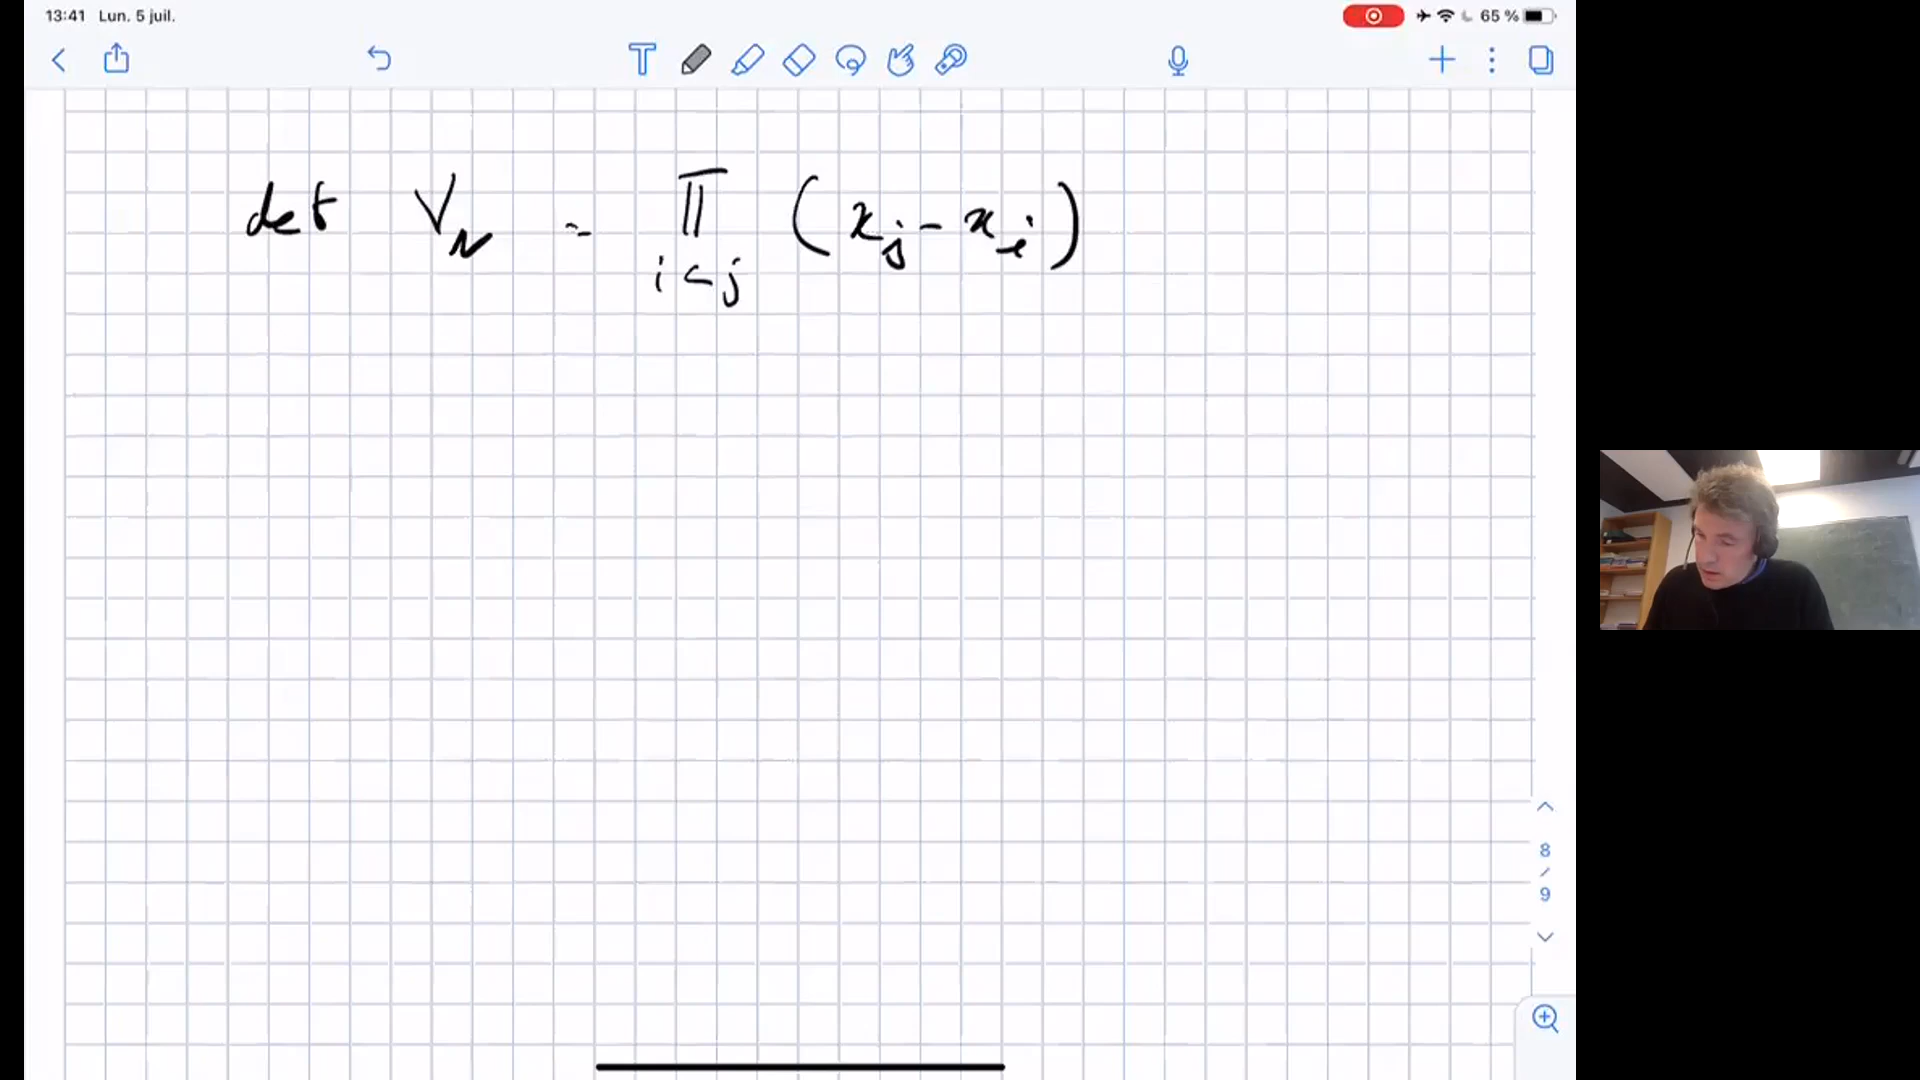 13:41 Lun. 5 juil. 65 %
det V_N = ∏ (x_j - x_i)
i < j
8
/
9